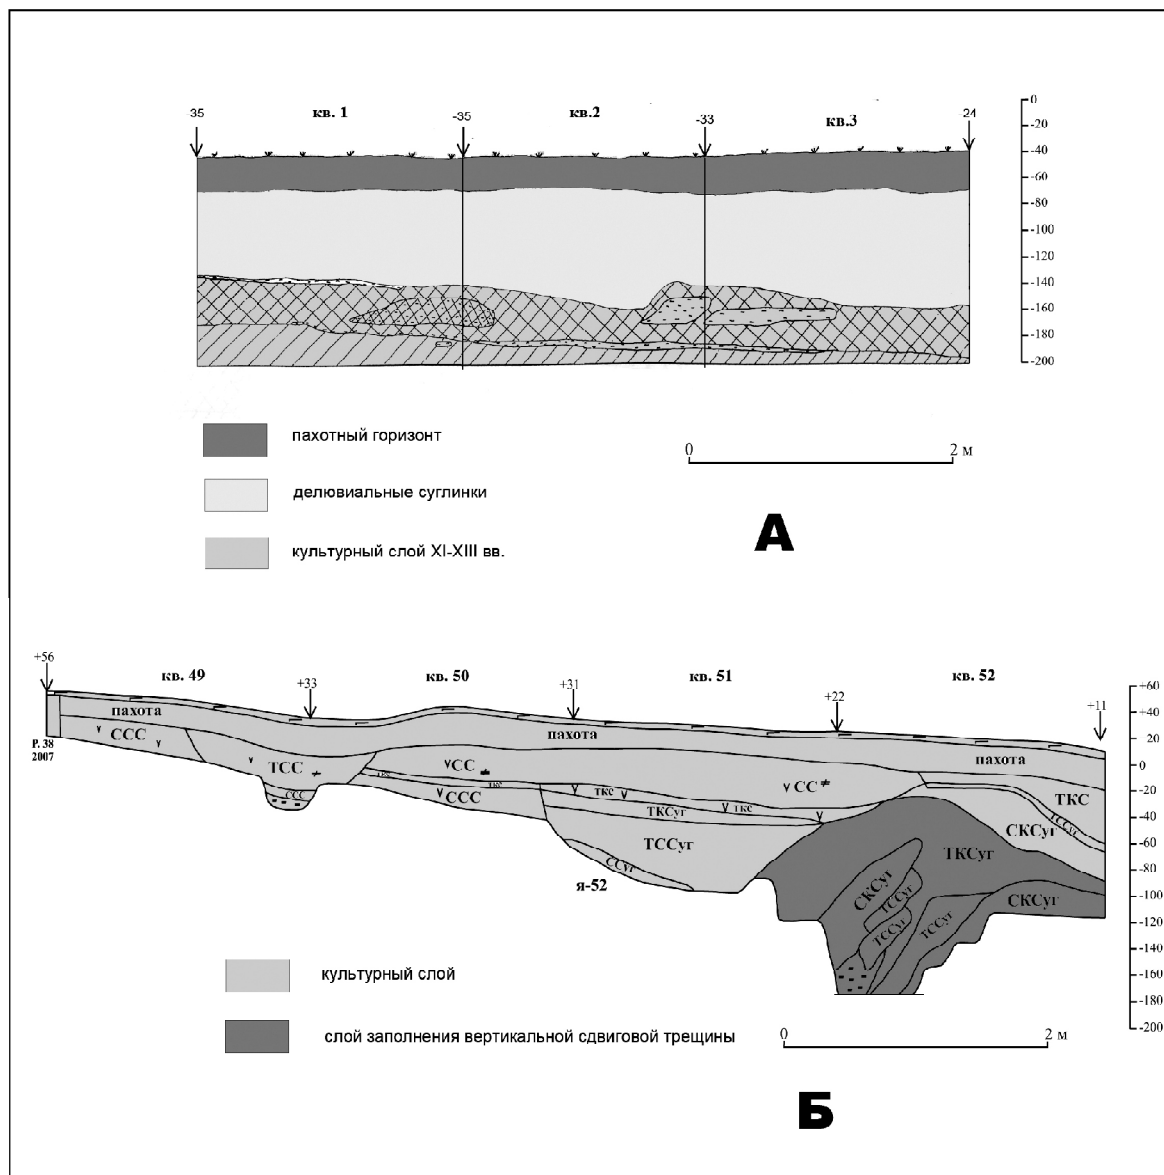 кв. 1 кв.2 кв.3
35 -35 -33 24
0
-20
-40
-60
-80
-100
-120
-140
-160
-180
-200
пахотный горизонт
делювиальные суглинки
культурный слой XI-XIII вв.
0 2 м
А
+56 кв. 49 +33 кв. 50 +31 кв. 51 +22 кв. 52 +11
+60
+40
20
0
-20
-40
-60
-80
-100
-120
-140
-160
-180
-200
пахота
пахота
пахота
ССС
Р. 38
2007
ТСС
ССС
СС
ткс
ткс
ССС
ткс
ткс
СС
ТКСуг
ТССуг
ССуг
я-52
ТКС
ТССуг
СКСуг
ТКСуг
СКСуг
ТССуг
ТССуг
ТССуг
СКСуг
культурный слой
слой заполнения вертикальной сдвиговой трещины
0 2 м
Б